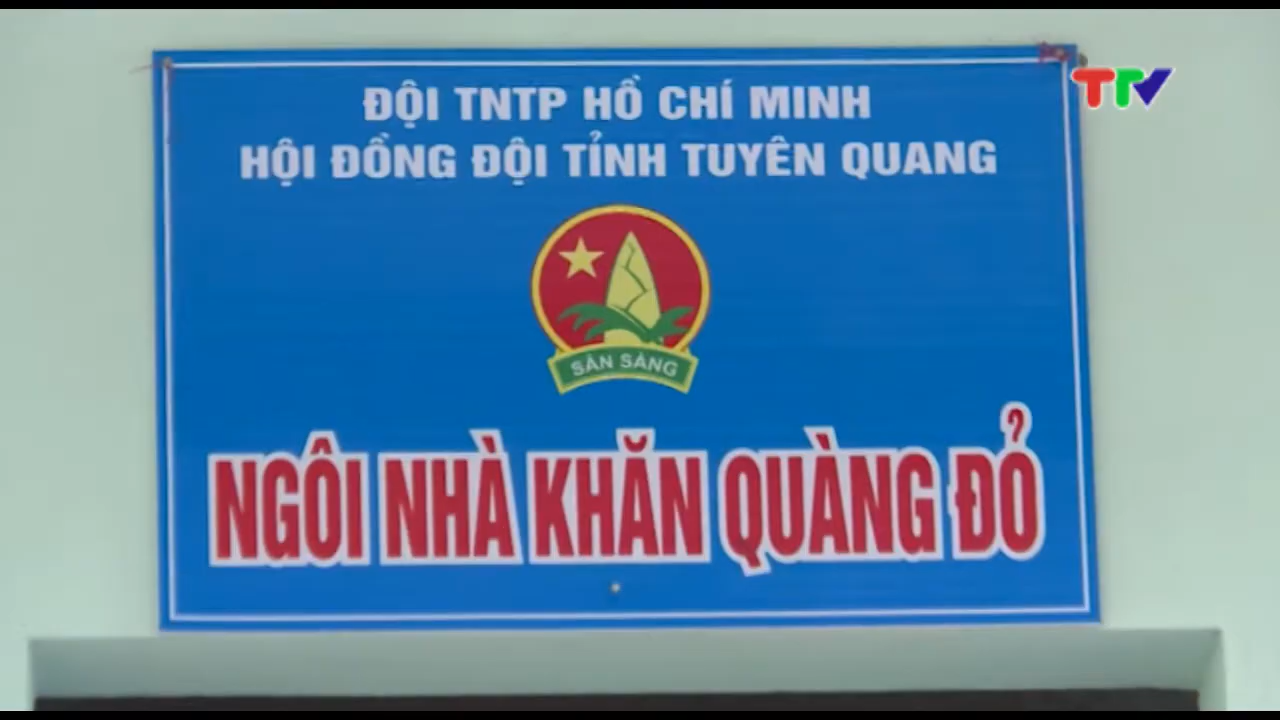 ĐỘI TNTP HỒ CHÍ MINH
TTV
HỘI ĐỒNG ĐỘI TỈNH TUYÊN QUANG
SẴN SÀNG
NGÔI NHÀ KHĂN QUÀNG ĐỎ